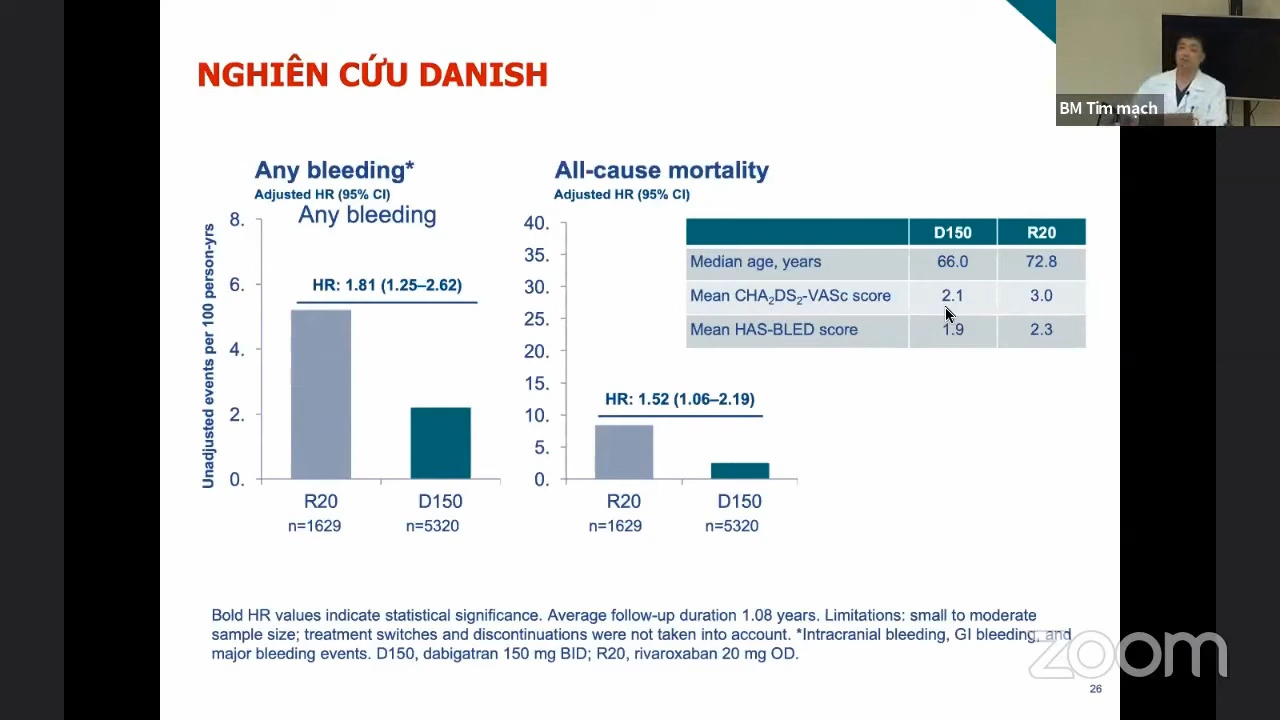 NGHIÊN CỨU DANISH
BM Tim mạch
Any bleeding*
Adjusted HR (95% CI)
Any bleeding
Unadjusted events per 100 person-yrs
8.
6.
4.
2.
0.
HR: 1.81 (1.25–2.62)
R20
D150
n=1629
n=5320
All-cause mortality
Adjusted HR (95% CI)
40.
35.
30.
25.
20.
15.
10.
5.
0.
HR: 1.52 (1.06–2.19)
R20
D150
n=1629
n=5320
D150 R20
Median age, years 66.0 72.8
Mean CHA₂DS₂-VASc score 2.1 3.0
Mean HAS-BLED score 1.9 2.3
Bold HR values indicate statistical significance. Average follow-up duration 1.08 years. Limitations: small to moderate
sample size; treatment switches and discontinuations were not taken into account. *Intracranial bleeding, GI bleeding, and
major bleeding events. D150, dabigatran 150 mg BID; R20, rivaroxaban 20 mg OD.
zoom
26